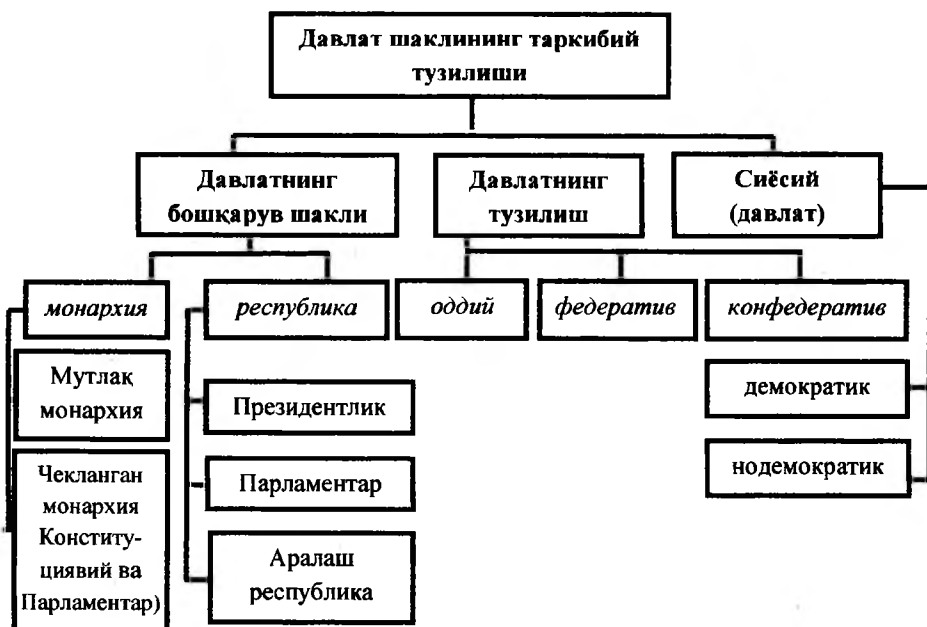 Давлат шаклининг таркибий
тузилиши
Давлатнинг
бошқарув шакли
Давлатнинг
тузилиш
Сиёсий
(давлат)
монархия
республика
оддий
федератив
конфедератив
Мутлақ
монархия
Президентлик
демократик
Чекланган
монархия
Конститу-
циявий ва
Парламентар)
Парламентар
нодемократик
Аралаш
республика